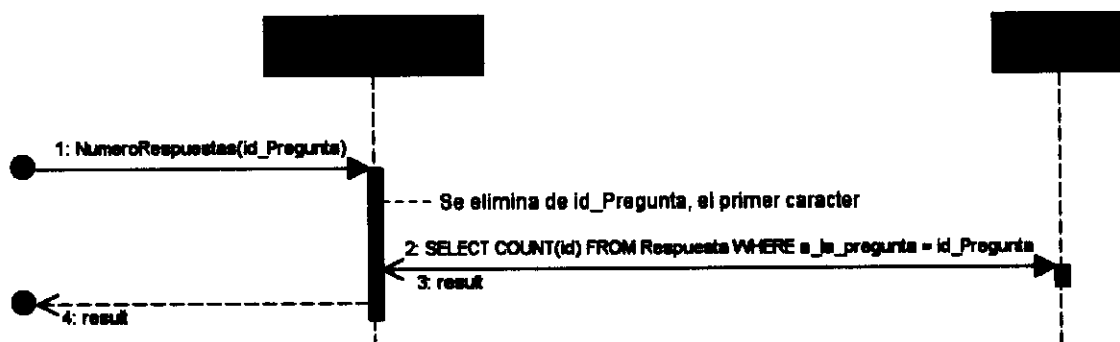 1: NumeroRespuestas(id_Pregunta)
Se elimina de id_Pregunta, el primer caracter
2: SELECT COUNT(id) FROM Respuesta WHERE a_la_pregunta = id_Pregunta
3: result
4: result